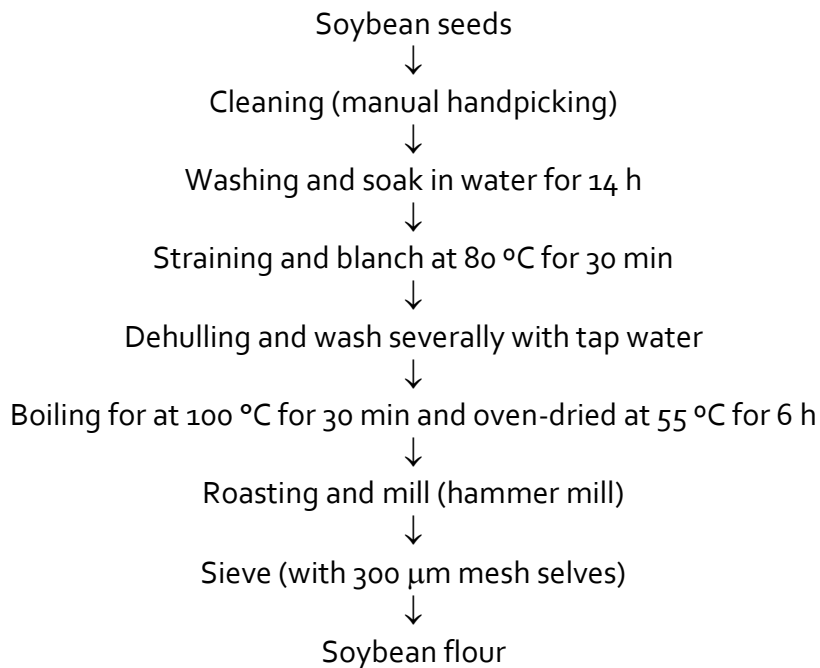 Soybean seeds
↓
Cleaning (manual handpicking)
↓
Washing and soak in water for 14 h
↓
Straining and blanch at 80 ºC for 30 min
↓
Dehulling and wash severally with tap water
↓
Boiling for at 100 °C for 30 min and oven-dried at 55 ºC for 6 h
↓
Roasting and mill (hammer mill)
↓
Sieve (with 300 μm mesh selves)
↓
Soybean flour